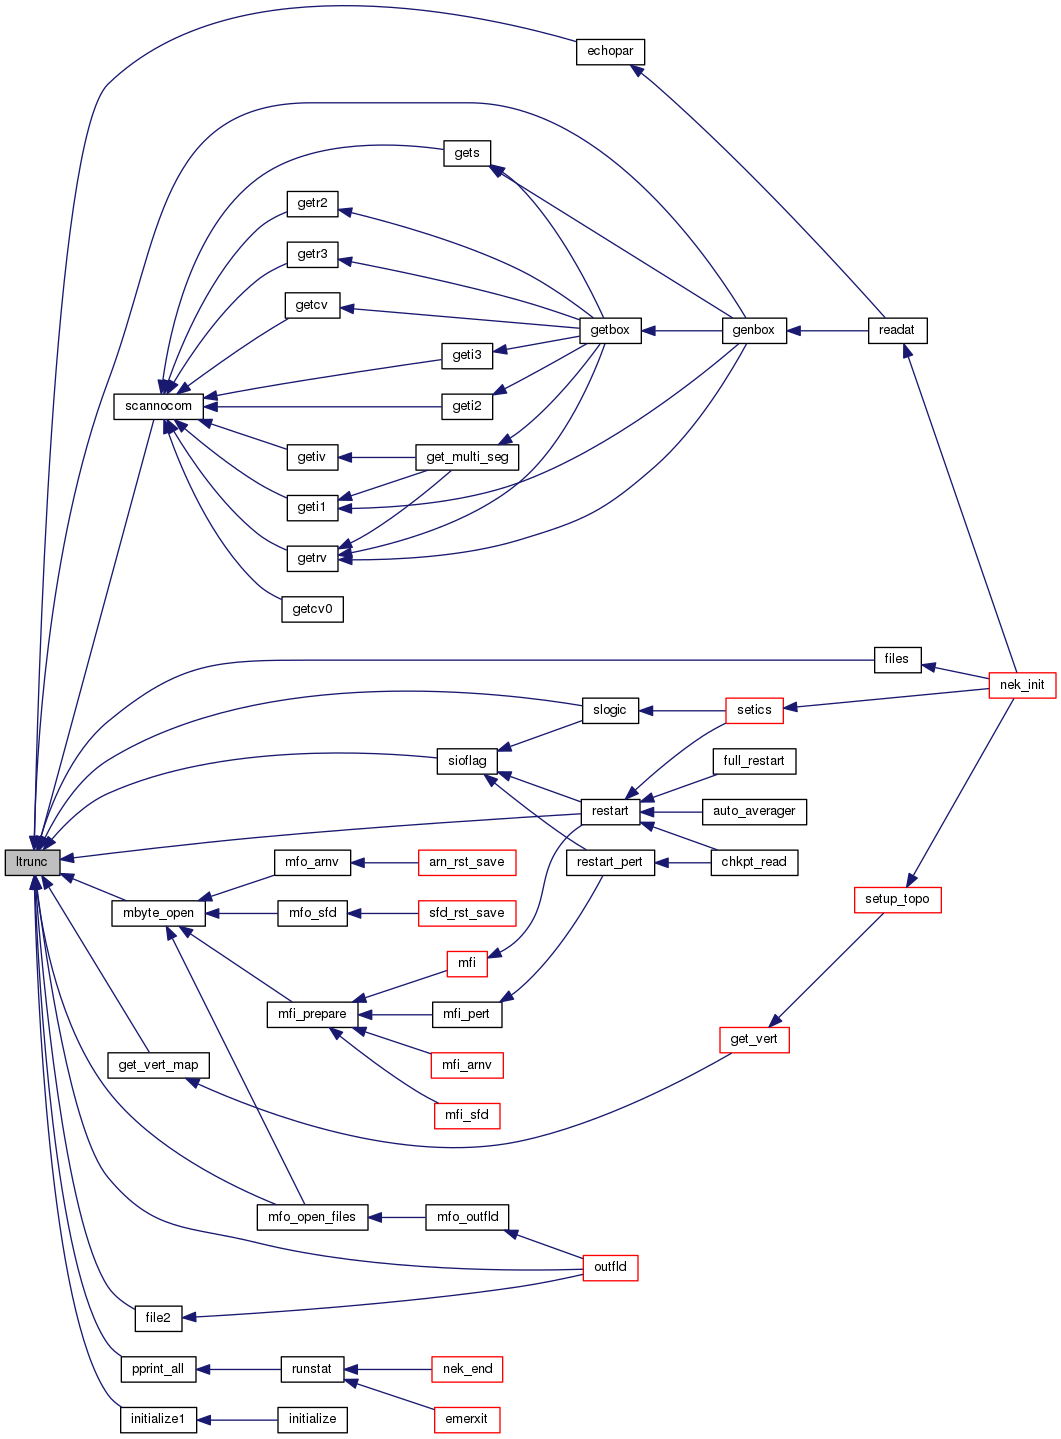 echopar
gets
getr2
getr3
getcv
getbox
genbox
readat
geti3
scannocom
geti2
getiv
get_multi_seg
geti1
getrv
getcv0
files
nek_init
slogic
setics
sioflag
full_restart
restart
auto_averager
ltrunc
mfo_arnv
arn_rst_save
restart_pert
chkpt_read
setup_topo
mbyte_open
mfo_sfd
sfd_rst_save
mfi
mfi_prepare
mfi_pert
get_vert
get_vert_map
mfi_arnv
mfi_sfd
mfo_open_files
mfo_outfld
outfld
file2
pprint_all
runstat
nek_end
initialize1
initialize
emerxit